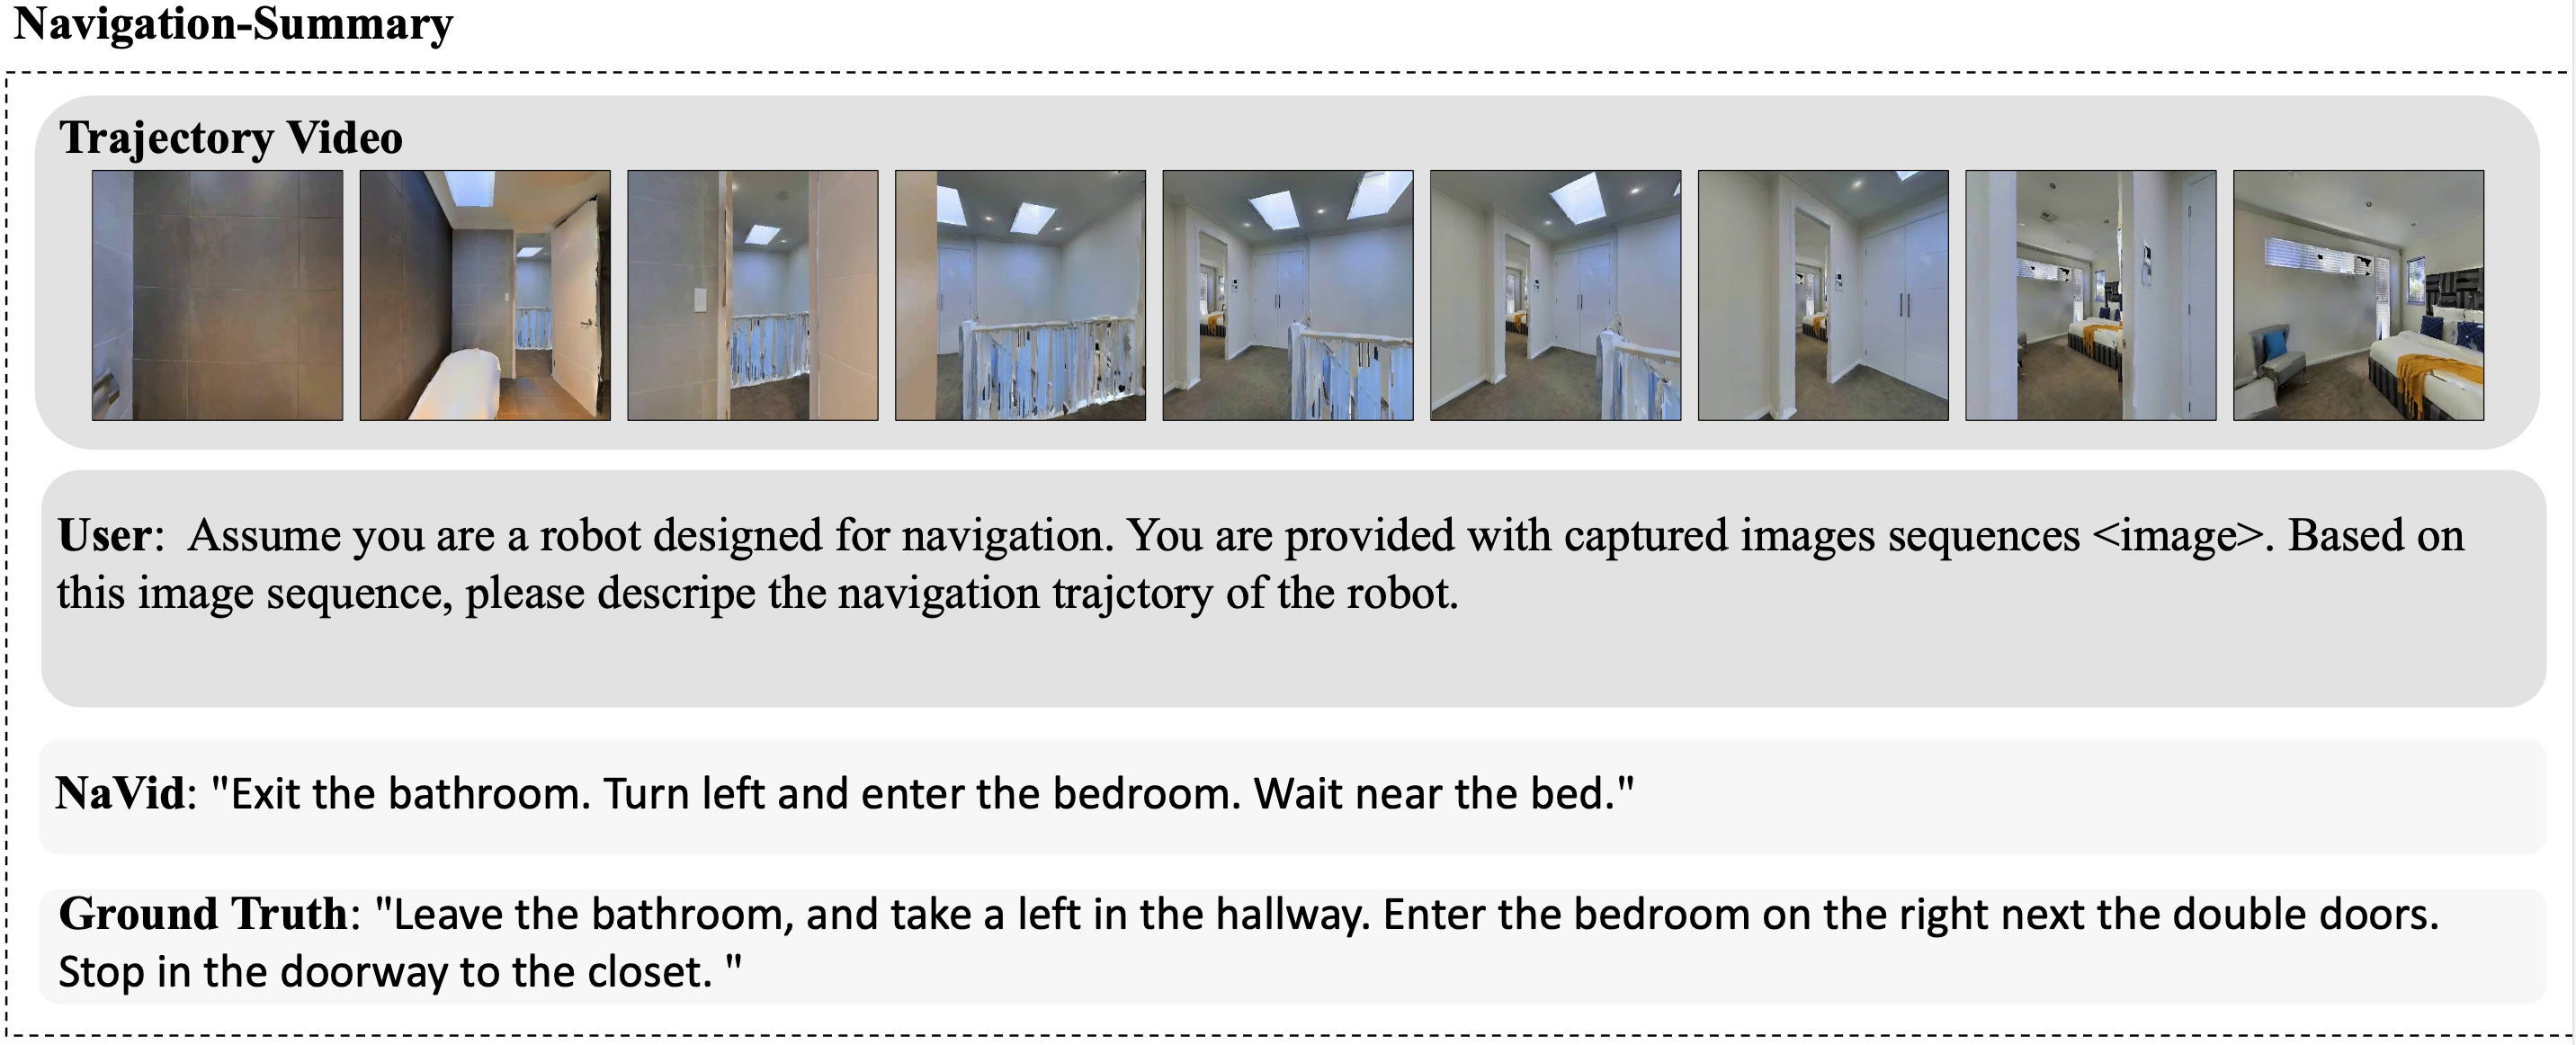 Navigation-Summary
Trajectory Video
User:  Assume you are a robot designed for navigation. You are provided with captured images sequences <image>. Based on
this image sequence, please descripe the navigation trajctory of the robot.
NaVid: "Exit the bathroom. Turn left and enter the bedroom. Wait near the bed."
Ground Truth: "Leave the bathroom, and take a left in the hallway. Enter the bedroom on the right next the double doors.
Stop in the doorway to the closet. "